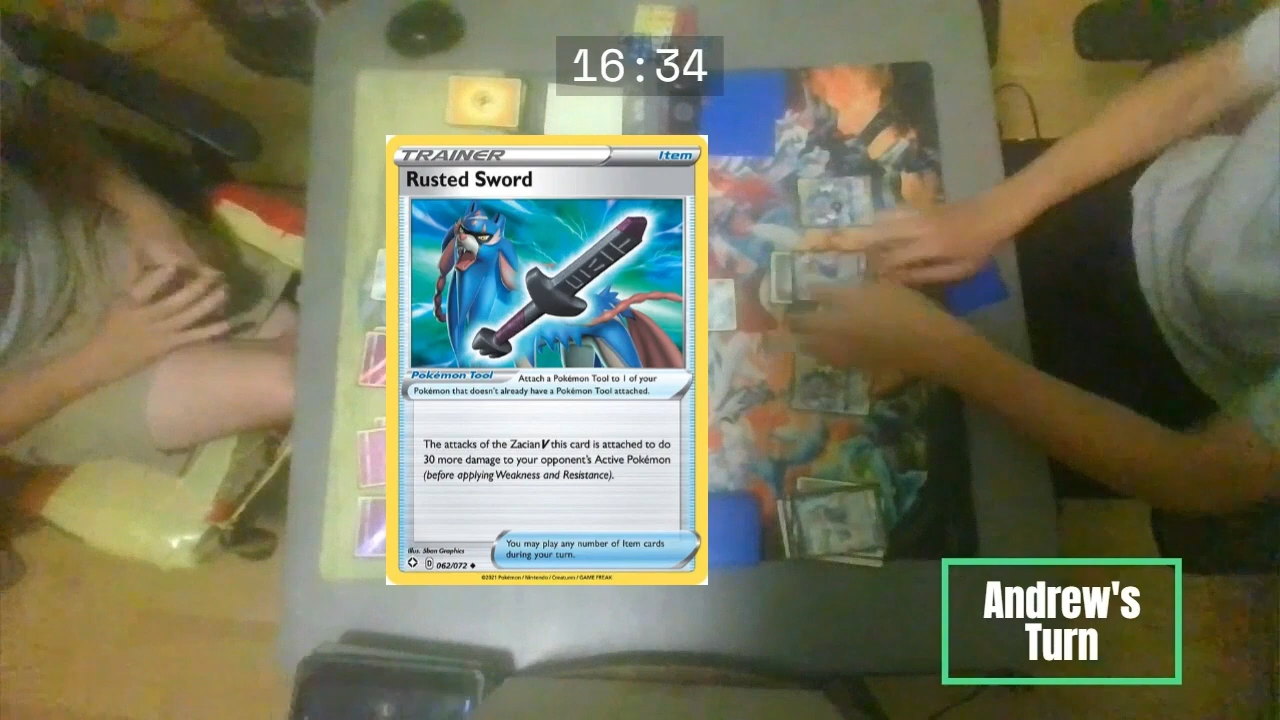 16:34
TRAINER Item
Rusted Sword
Pokémon Tool Attach a Pokémon Tool to 1 of your
Pokémon that doesn't already have a Pokémon Tool attached.
The attacks of the Zacian V this card is attached to do
30 more damage to your opponent's Active Pokémon
(before applying Weakness and Resistance).
You may play any number of Item cards
during your turn.
Illus. 5ban Graphics
D 062/072
©2021 Pokémon / Nintendo / Creatures / GAME FREAK
Andrew's
Turn